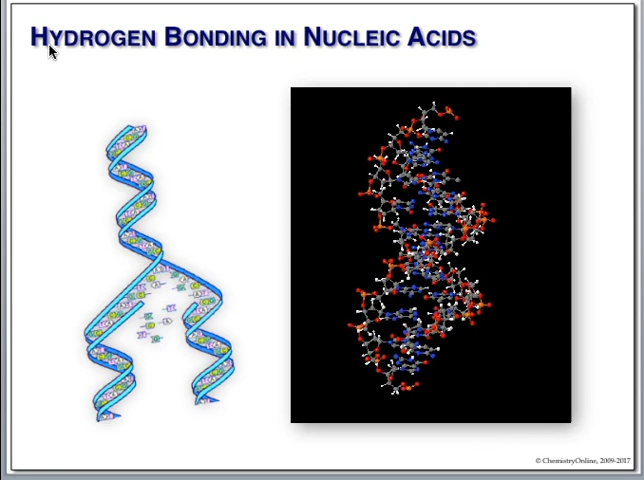 HYDROGEN BONDING IN NUCLEIC ACIDS
© ChemistryOnline, 2009-2017